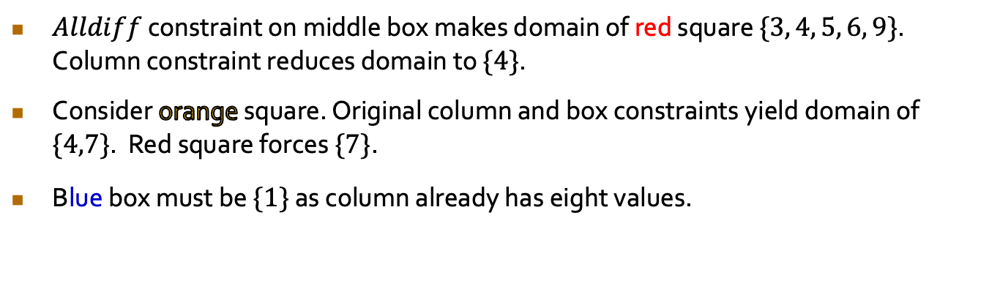 ▪ Alldiff constraint on middle box makes domain of red square {3, 4, 5, 6, 9}.
Column constraint reduces domain to {4}.
▪ Consider orange square. Original column and box constraints yield domain of
{4,7}. Red square forces {7}.
▪ Blue box must be {1} as column already has eight values.